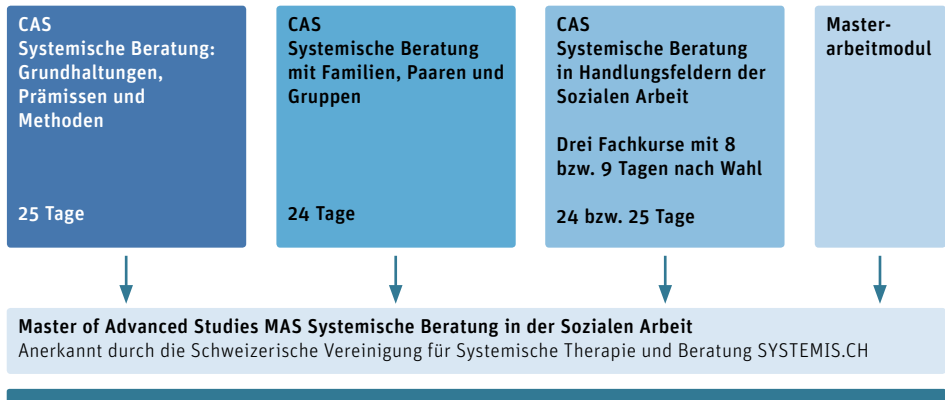 CAS
Systemische Beratung:
Grundhaltungen,
Prämissen und
Methoden
25 Tage
CAS
Systemische Beratung
mit Familien, Paaren und
Gruppen
24 Tage
CAS
Systemische Beratung
in Handlungsfeldern der
Sozialen Arbeit
Drei Fachkurse mit 8
bzw. 9 Tagen nach Wahl
24 bzw. 25 Tage
Master-
arbeitmodul
Master of Advanced Studies MAS Systemische Beratung in der Sozialen Arbeit
Anerkannt durch die Schweizerische Vereinigung für Systemische Therapie und Beratung SYSTEMIS.CH